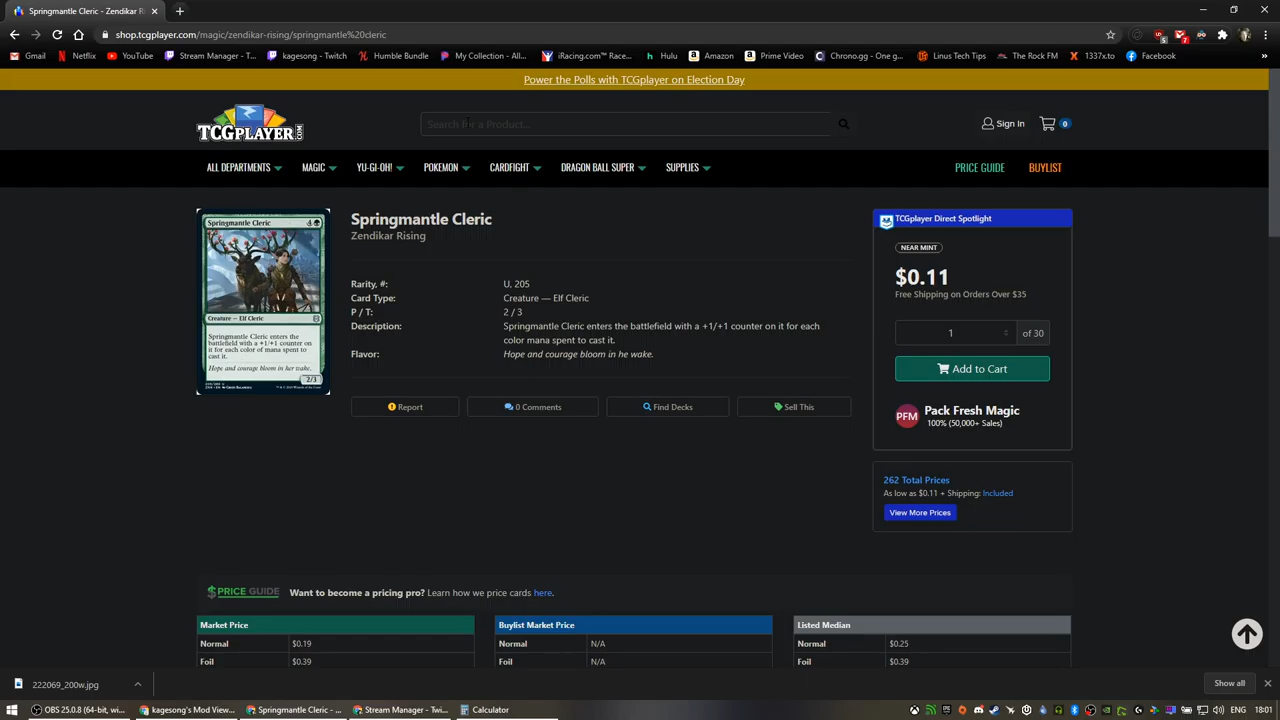 Springmantle Cleric - Zendikar R
shop.tcgplayer.com/magic/zendikar-rising/springmantle%20cleric
Gmail
Netflix
YouTube
Stream Manager - T...
kagesong - Twitch
Humble Bundle
My Collection - All...
iRacing.com™ Race...
Hulu
Amazon
Prime Video
Chrono.gg - One g...
Linus Tech Tips
The Rock FM
1337x.to
Facebook
Power the Polls with TCGplayer on Election Day
TCGPLAYER.COM
Search for a Product...
Sign In
0
ALL DEPARTMENTS
MAGIC
YU-GI-OH!
POKEMON
CARDFIGHT
DRAGON BALL SUPER
SUPPLIES
PRICE GUIDE
BUYLIST
Springmantle Cleric
Creature — Elf Cleric
Springmantle Cleric enters the
battlefield with a +1/+1 counter on
it for each color of mana spent to
cast it.
Hope and courage bloom in her wake.
2/3
Springmantle Cleric
Zendikar Rising
Rarity, #: U, 205
Card Type: Creature — Elf Cleric
P / T: 2 / 3
Description: Springmantle Cleric enters the battlefield with a +1/+1 counter on it for each
color mana spent to cast it.
Flavor: Hope and courage bloom in he wake.
Report
0 Comments
Find Decks
Sell This
TCGplayer Direct Spotlight
NEAR MINT
$0.11
Free Shipping on Orders Over $35
1 of 30
Add to Cart
PFM
Pack Fresh Magic
100% (50,000+ Sales)
262 Total Prices
As low as $0.11 + Shipping: Included
View More Prices
PRICE GUIDE
Want to become a pricing pro? Learn how we price cards here.
Market Price
Normal $0.19
Foil $0.39
Buylist Market Price
Normal N/A
Foil N/A
Listed Median
Normal $0.25
Foil $0.39
222069_200w.jpg
Show all
OBS 25.0.8 (64-bit, wi...
kagesong's Mod View...
Springmantle Cleric - ...
Stream Manager - Twi...
Calculator
ENG
18:01